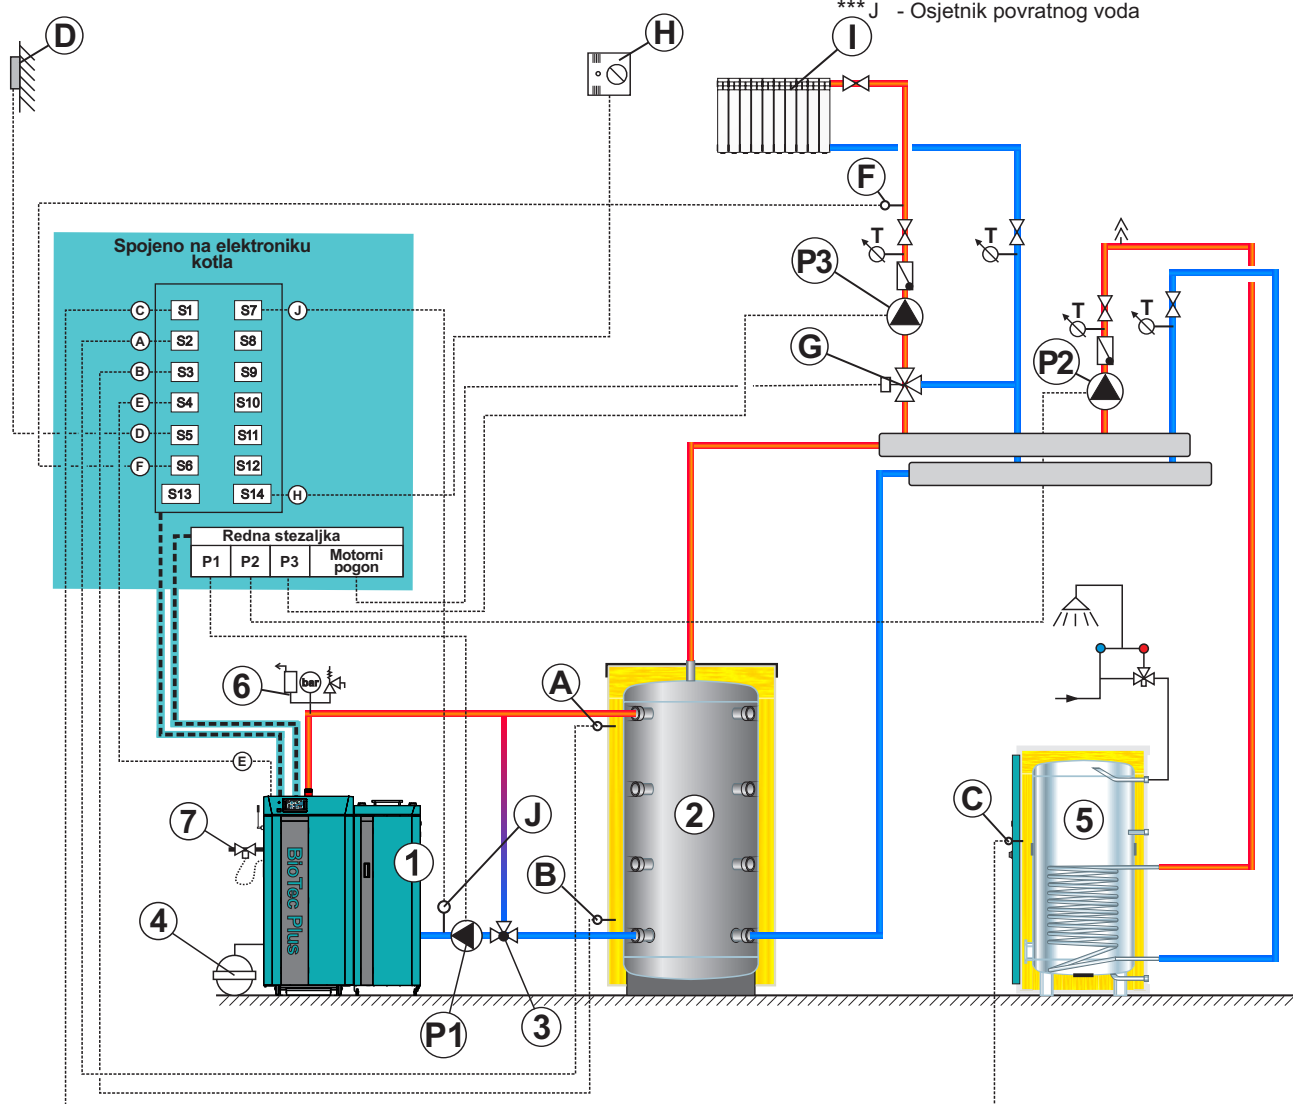 ***J - Osjetnik povratnog voda
D
H
I
F
T
T
P3
T
T
G
P2
Spojeno na elektroniku
kotla
C S1 S7 J
A S2 S8
B S3 S9
E S4 S10
D S5 S11
F S6 S12
S13 S14 H
Redna stezaljka
P1 P2 P3 Motorni
pogon
6
bar
A
E
7
1
J
2
C
5
B
4
BioTec Plus
P1
3